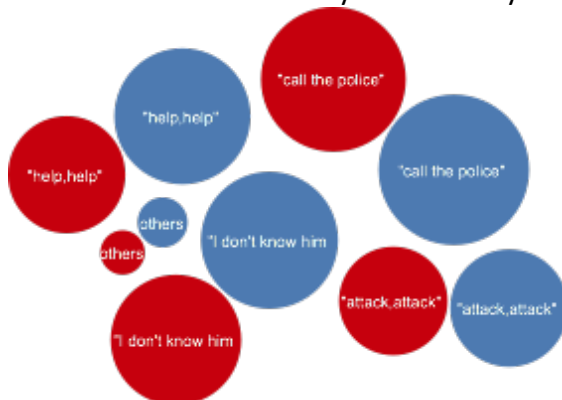 "call the police"
"help,help"
"call the police"
"help,help"
others
"I don't know him
others
"attack,attack"
"attack,attack"
"I don't know him